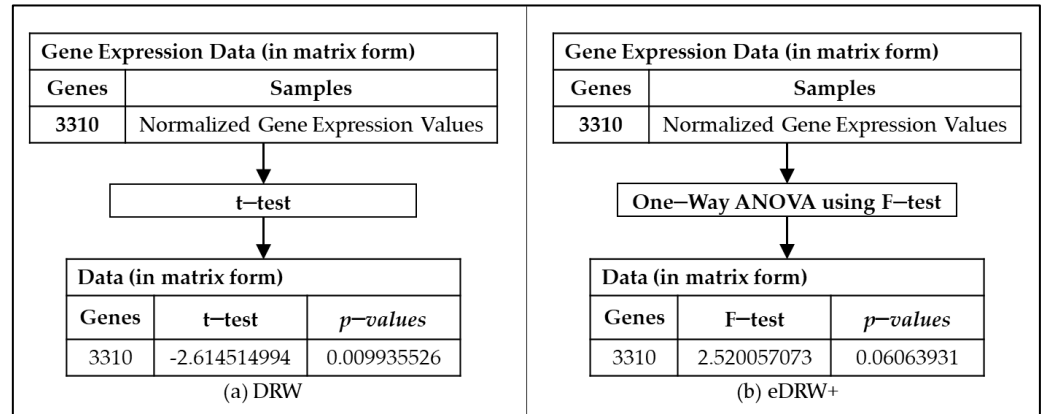 Gene Expression Data (in matrix form)
Genes Samples
3310 Normalized Gene Expression Values
t–test
Data (in matrix form)
Genes t–test p–values
3310 -2.614514994 0.009935526
(a) DRW
Gene Expression Data (in matrix form)
Genes Samples
3310 Normalized Gene Expression Values
One–Way ANOVA using F–test
Data (in matrix form)
Genes F–test p–values
3310 2.520057073 0.06063931
(b) eDRW+